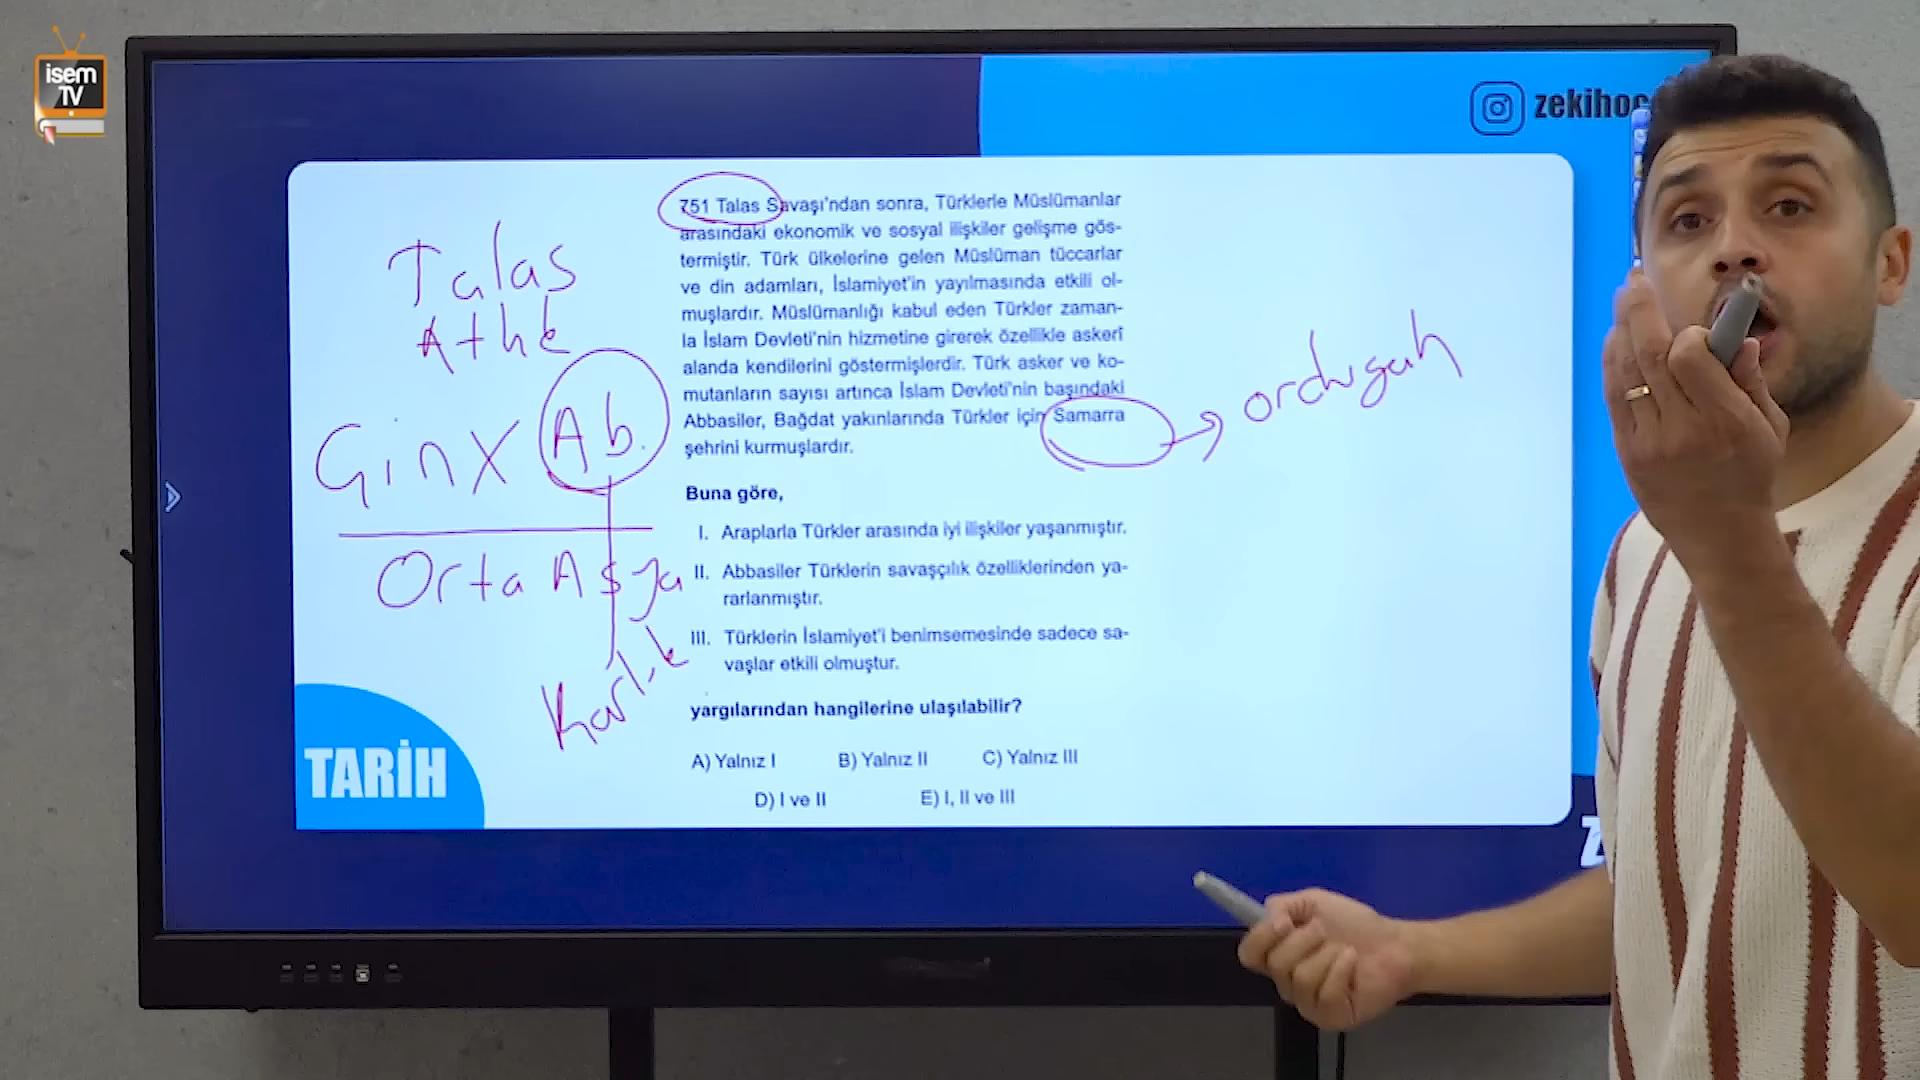 isem
TV
zekihoc
751 Talas Savaşı'ndan sonra, Türklerle Müslümanlar
arasındaki ekonomik ve sosyal ilişkiler gelişme gös-
termiştir. Türk ülkelerine gelen Müslüman tüccarlar
ve din adamları, İslamiyet'in yayılmasında etkili ol-
muşlardır. Müslümanlığı kabul eden Türkler zaman-
la İslam Devleti'nin hizmetine girerek özellikle askerî
alanda kendilerini göstermişlerdir. Türk asker ve ko-
mutanların sayısı artınca İslam Devleti'nin başındaki
Abbasiler, Bağdat yakınlarında Türkler için Samarra
şehrini kurmuşlardır.
Buna göre,
I. Araplarla Türkler arasında iyi ilişkiler yaşanmıştır.
II. Abbasiler Türklerin savaşçılık özelliklerinden ya-
rarlanmıştır.
III. Türklerin İslamiyet'i benimsemesinde sadece sa-
vaşlar etkili olmuştur.
yargılarından hangilerine ulaşılabilir?
A) Yalnız I B) Yalnız II C) Yalnız III
D) I ve II E) I, II ve III
Talas
Çin X Ab.
Orta Asya
Karluk
ordugah
TARİH
Z